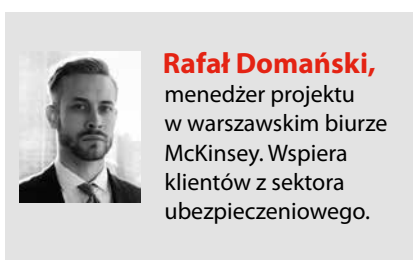 Rafał Domański,
menedżer projektu
w warszawskim biurze
McKinsey. Wspiera
klientów z sektora
ubezpieczeniowego.